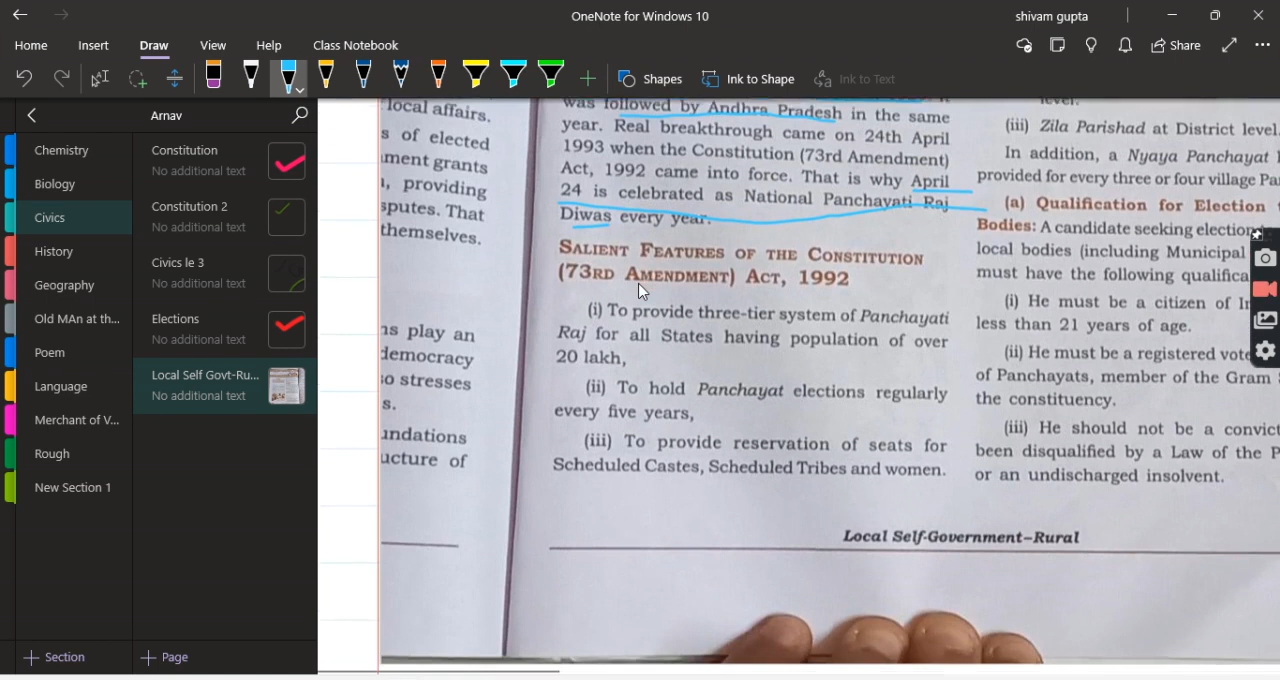 OneNote for Windows 10
shivam gupta
Home
Insert
Draw
View
Help
Class Notebook
Share
Shapes
Ink to Shape
Ink to Text
Arnav
Chemistry
Biology
Civics
History
Geography
Old MAn at th...
Poem
Language
Merchant of V...
Rough
New Section 1
Section
Constitution
No additional text
Constitution 2
No additional text
Civics le 3
No additional text
Elections
No additional text
Local Self Govt-Ru...
No additional text
Page
local affairs.
s of elected
ment grants
, providing
sputes. That
themselves.
ns play an
democracy
so stresses
s.
undations
ucture of
was followed by Andhra Pradesh in the same
year. Real breakthrough came on 24th April
1993 when the Constitution (73rd Amendment)
Act, 1992 came into force. That is why April
24 is celebrated as National Panchayati Raj
Diwas every year.
SALIENT FEATURES OF THE CONSTITUTION
(73RD AMENDMENT) ACT, 1992
(i) To provide three-tier system of Panchayati
Raj for all States having population of over
20 lakh,
(ii) To hold Panchayat elections regularly
every five years,
(iii) To provide reservation of seats for
Scheduled Castes, Scheduled Tribes and women.
level.
(iii) Zila Parishad at District level
In addition, a Nyaya Panchayat
provided for every three or four village Pa
(a) Qualification for Election
Bodies: A candidate seeking election
local bodies (including Municipal
must have the following qualifica
(i) He must be a citizen of In
less than 21 years of age.
(ii) He must be a registered vote
of Panchayats, member of the Gram
the constituency.
(iii) He should not be a convict
been disqualified by a Law of the P
or an undischarged insolvent.
Local Self-Government–Rural